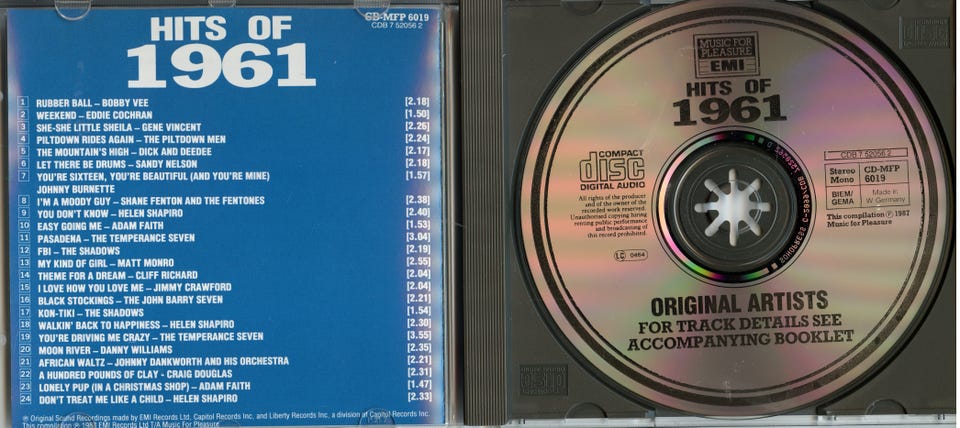 HITS OF
1961
CD-MFP 6019
CDB 7 52056 2
1 RUBBER BALL – BOBBY VEE [2.18]
2 WEEKEND – EDDIE COCHRAN [1.50]
3 SHE-SHE LITTLE SHEILA – GENE VINCENT [2.26]
4 PILTDOWN RIDES AGAIN – THE PILTDOWN MEN [2.24]
5 THE MOUNTAIN'S HIGH – DICK AND DEEDEE [2.17]
6 LET THERE BE DRUMS – SANDY NELSON [2.18]
7 YOU'RE SIXTEEN, YOU'RE BEAUTIFUL (AND YOU'RE MINE) [1.57]
JOHNNY BURNETTE
8 I'M A MOODY GUY – SHANE FENTON AND THE FENTONES [2.38]
9 YOU DON'T KNOW – HELEN SHAPIRO [2.40]
10 EASY GOING ME – ADAM FAITH [1.53]
11 PASADENA – THE TEMPERANCE SEVEN [3.04]
12 FBI – THE SHADOWS [2.19]
13 MY KIND OF GIRL – MATT MONRO [2.55]
14 THEME FOR A DREAM – CLIFF RICHARD [2.04]
15 I LOVE HOW YOU LOVE ME – JIMMY CRAWFORD [2.04]
16 BLACK STOCKINGS – THE JOHN BARRY SEVEN [2.21]
17 KON-TIKI – THE SHADOWS [1.54]
18 WALKIN' BACK TO HAPPINESS – HELEN SHAPIRO [2.30]
19 YOU'RE DRIVING ME CRAZY – THE TEMPERANCE SEVEN [3.55]
20 MOON RIVER – DANNY WILLIAMS [2.35]
21 AFRICAN WALTZ – JOHNNY DANKWORTH AND HIS ORCHESTRA [2.21]
22 A HUNDRED POUNDS OF CLAY - CRAIG DOUGLAS [2.31]
23 LONELY PUP (IN A CHRISTMAS SHOP) – ADAM FAITH [1.47]
24 DON'T TREAT ME LIKE A CHILD – HELEN SHAPIRO [2.33]
℗ Original Sound Recordings made by EMI Records Ltd, Capitol Records Inc, and Liberty Records Inc, a division of Capitol Records Inc.
This compilation ℗ EMI Records Ltd T/A Music For Pleasure
MUSIC FOR
PLEASURE
EMI
HITS OF
1961
COMPACT
disc
DIGITAL AUDIO
All rights of the producer
and of the owner of the
recorded work reserved.
Unauthorised copying hiring
renting public performance
and broadcasting of
this record prohibited.
LC 0464
CDB 7 52056 2
Stereo
Mono
CD-MFP
6019
BIEM/
GEMA
Made in
W Germany
This compilation ℗ 1987
Music for Pleasure
ORIGINAL ARTISTS
FOR TRACK DETAILS SEE
ACCOMPANYING BOOKLET